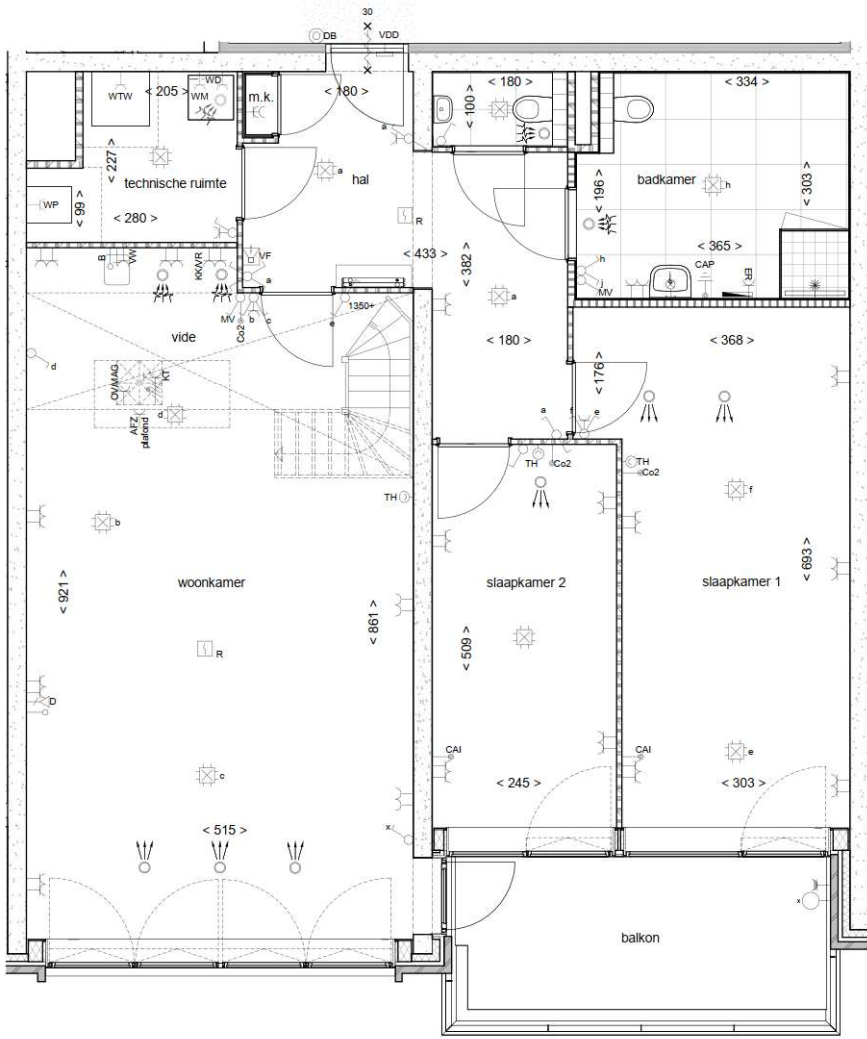 30
DB
VDD
WTW
< 205 >
WD
WM
m.k.
< 180 >
< 100 >
< 180 >
< 334 >
a
< 227 >
technische ruimte
hal
a
badkamer
h
< 196 >
< 303 >
WP
< 99 >
< 280 >
R
< 433 >
< 382 >
< 365 >
B
VW
KK/VR
VF
a
h
j
MV
CAP
ER
a
1350+
MV
Co2
b
c
e
vide
d
< 180 >
< 176 >
< 368 >
OV/MAG
KT
d
AFZ
plafond
a
f
e
TH
Co2
TH
Co2
TH
f
b
< 921 >
woonkamer
< 861 >
slaapkamer 2
slaapkamer 1
< 693 >
R
< 509 >
D
CAI
CAI
e
c
< 245 >
< 303 >
< 515 >
x
x
balkon